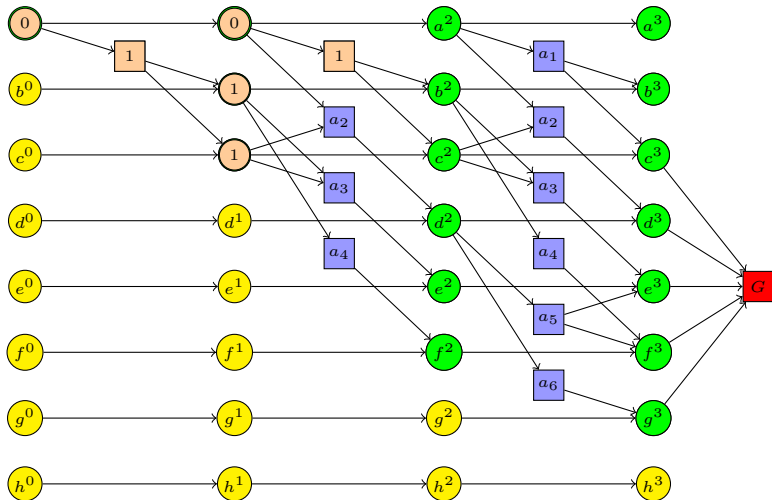 0 0 a² a³
1 1 a₁
b⁰ 1 b² b³
a₂ a₂
c⁰ 1 c² c³
a₃ a₃
d⁰ d¹ d² d³
a₄ a₄
e⁰ e¹ e² e³ G
a₅
f⁰ f¹ f² f³
a₆
g⁰ g¹ g² g³
h⁰ h¹ h² h³